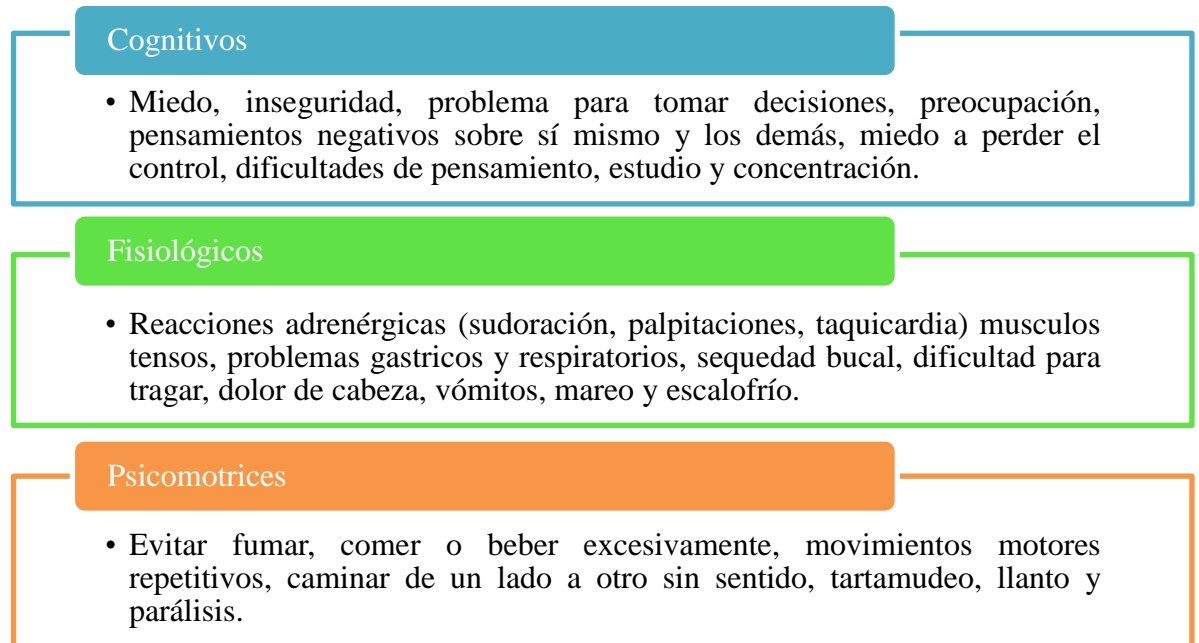 Cognitivos
• Miedo, inseguridad, problema para tomar decisiones, preocupación,
pensamientos negativos sobre sí mismo y los demás, miedo a perder el
control, dificultades de pensamiento, estudio y concentración.
Fisiológicos
• Reacciones adrenérgicas (sudoración, palpitaciones, taquicardia) musculos
tensos, problemas gastricos y respiratorios, sequedad bucal, dificultad para
tragar, dolor de cabeza, vómitos, mareo y escalofrío.
Psicomotrices
• Evitar fumar, comer o beber excesivamente, movimientos motores
repetitivos, caminar de un lado a otro sin sentido, tartamudeo, llanto y
parálisis.